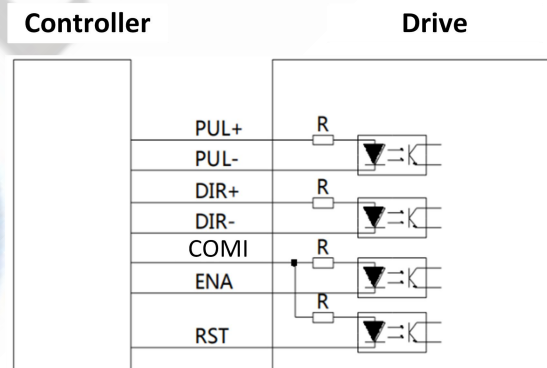 Controller Drive
PUL+ R
PUL-
DIR+ R
DIR-
COMI R
ENA
R
RST